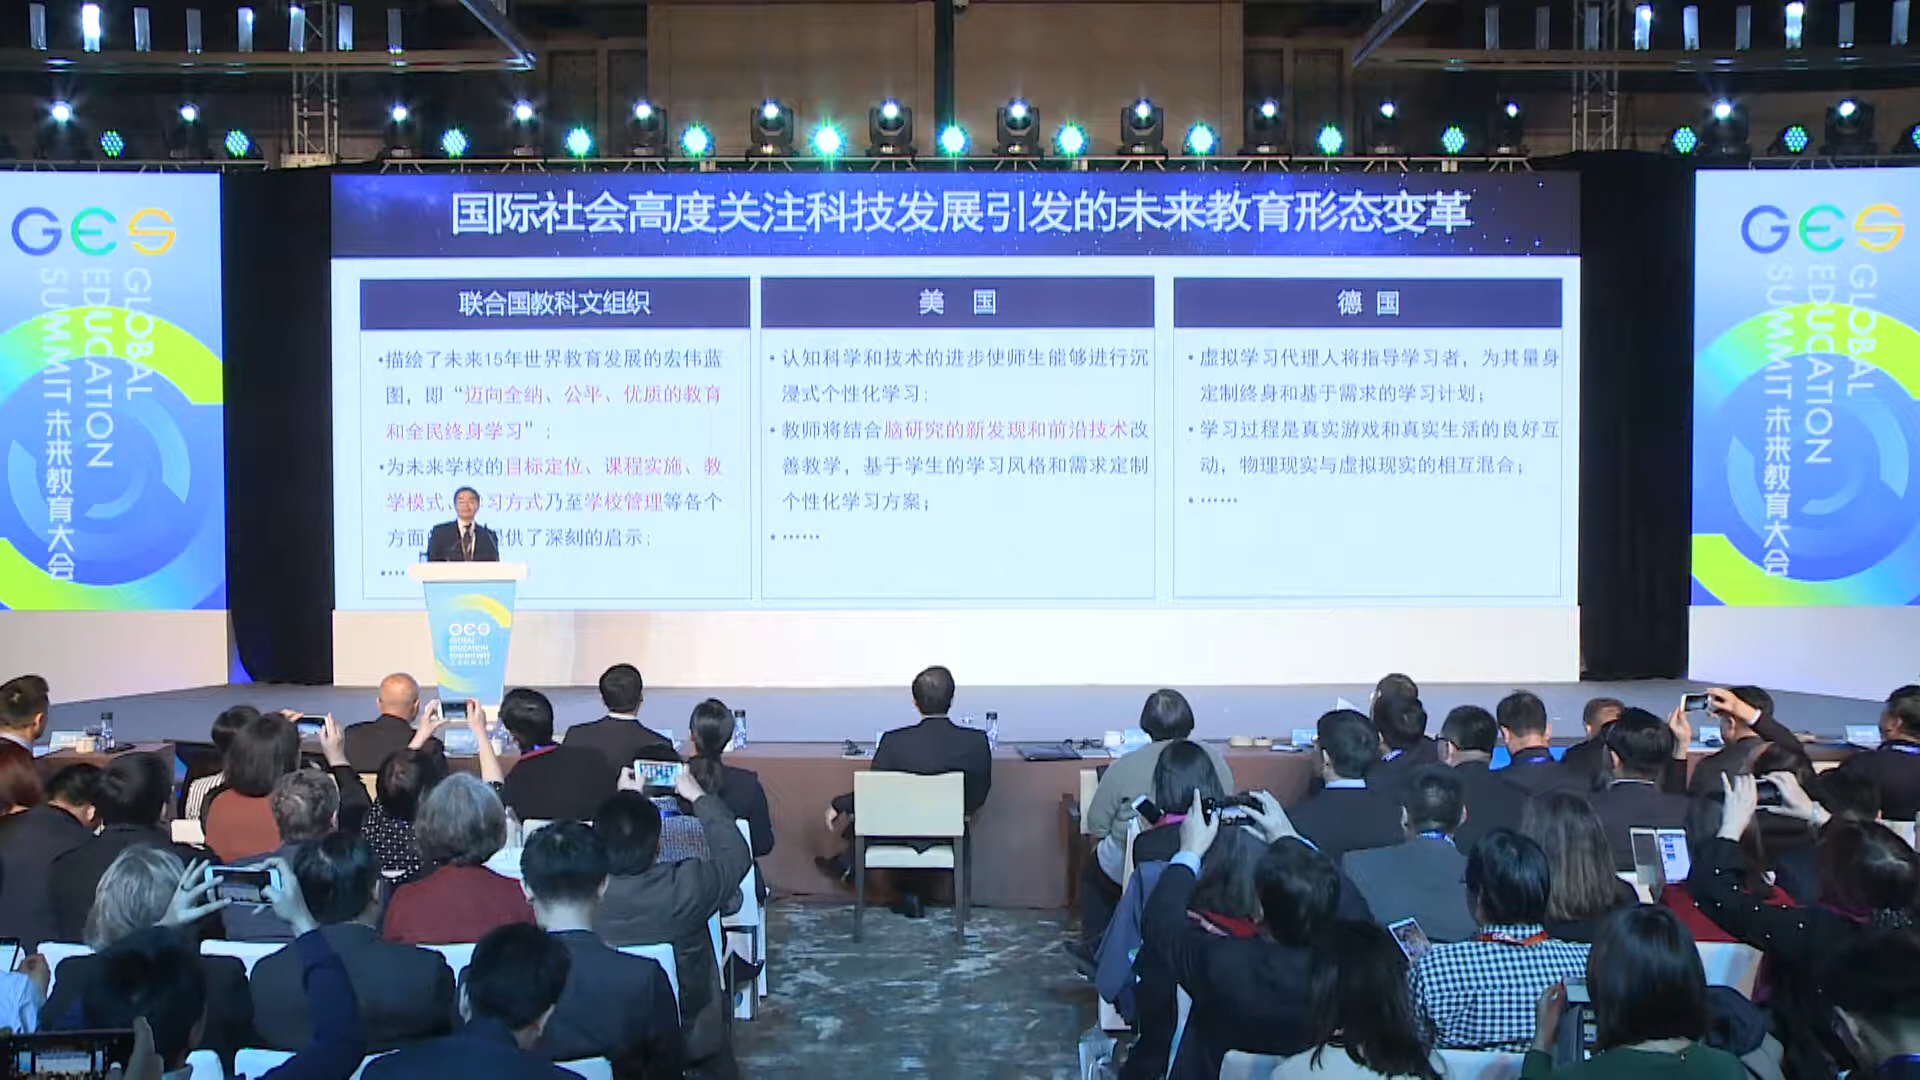 国际社会高度关注科技发展引发的未来教育形态变革
GES
GLOBAL
EDUCATION
SUMMIT 未来教育大会
联合国教科文组织
•描绘了未来15年世界教育发展的宏伟蓝
图，即“迈向全纳、公平、优质的教育
和全民终身学习”；
•为未来学校的目标定位、课程实施、教
学模式、 习方式乃至学校管理等各个
方面 提供了深刻的启示；
•···
美 国
•认知科学和技术的进步使师生能够进行沉
浸式个性化学习；
•教师将结合脑研究的新发现和前沿技术改
善教学，基于学生的学习风格和需求定制
个性化学习方案；
•······
德 国
•虚拟学习代理人将指导学习者，为其量身
定制终身和基于需求的学习计划；
•学习过程是真实游戏和真实生活的良好互
动，物理现实与虚拟现实的相互混合；
•······
GES
GLOBAL
EDUCATION
SUMMIT 未来教育大会
GES
GLOBAL
EDUCATION